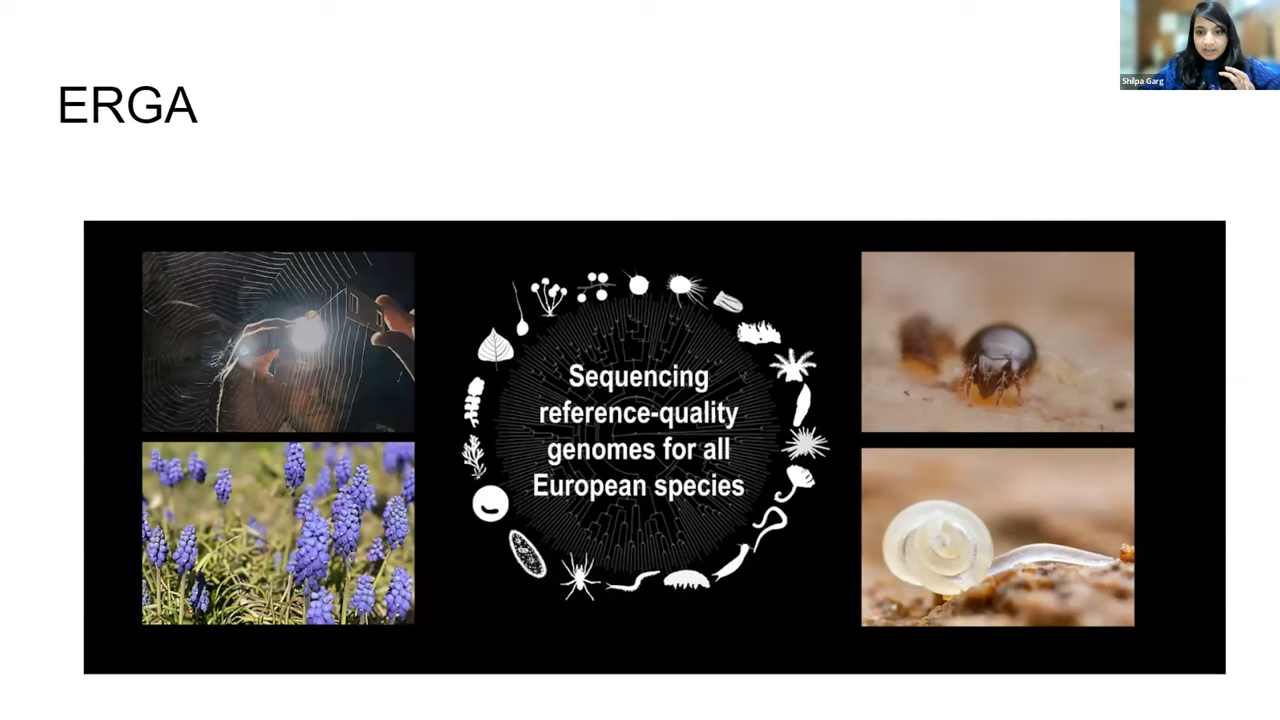 ERGA
Shilpa Garg
Sequencing
reference-quality
genomes for all
European species